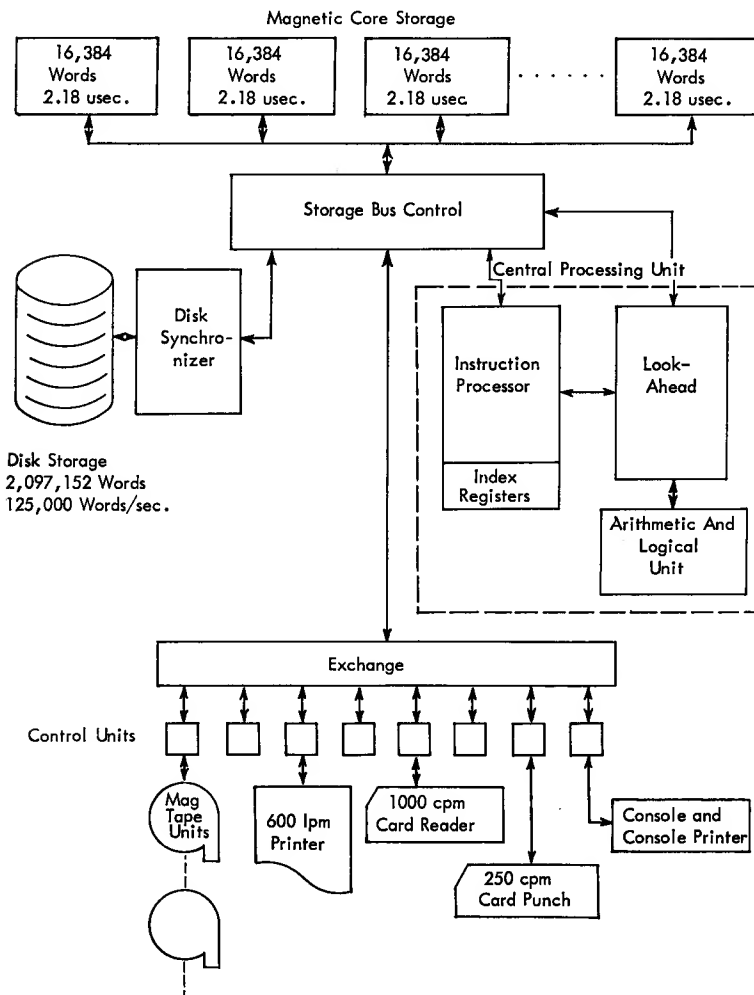 Magnetic Core Storage
16,384
Words
2.18 usec.
16,384
Words
2.18 usec.
16,384
Words
2.18 usec.
16,384
Words
2.18 usec.
Storage Bus Control
Central Processing Unit
Disk
Synchro-
nizer
Instruction
Processor
Look-
Ahead
Index
Registers
Disk Storage
2,097,152 Words
125,000 Words/sec.
Arithmetic And
Logical
Unit
Exchange
Control Units
Mag
Tape
Units
600 lpm
Printer
1000 cpm
Card Reader
250 cpm
Card Punch
Console and
Console Printer